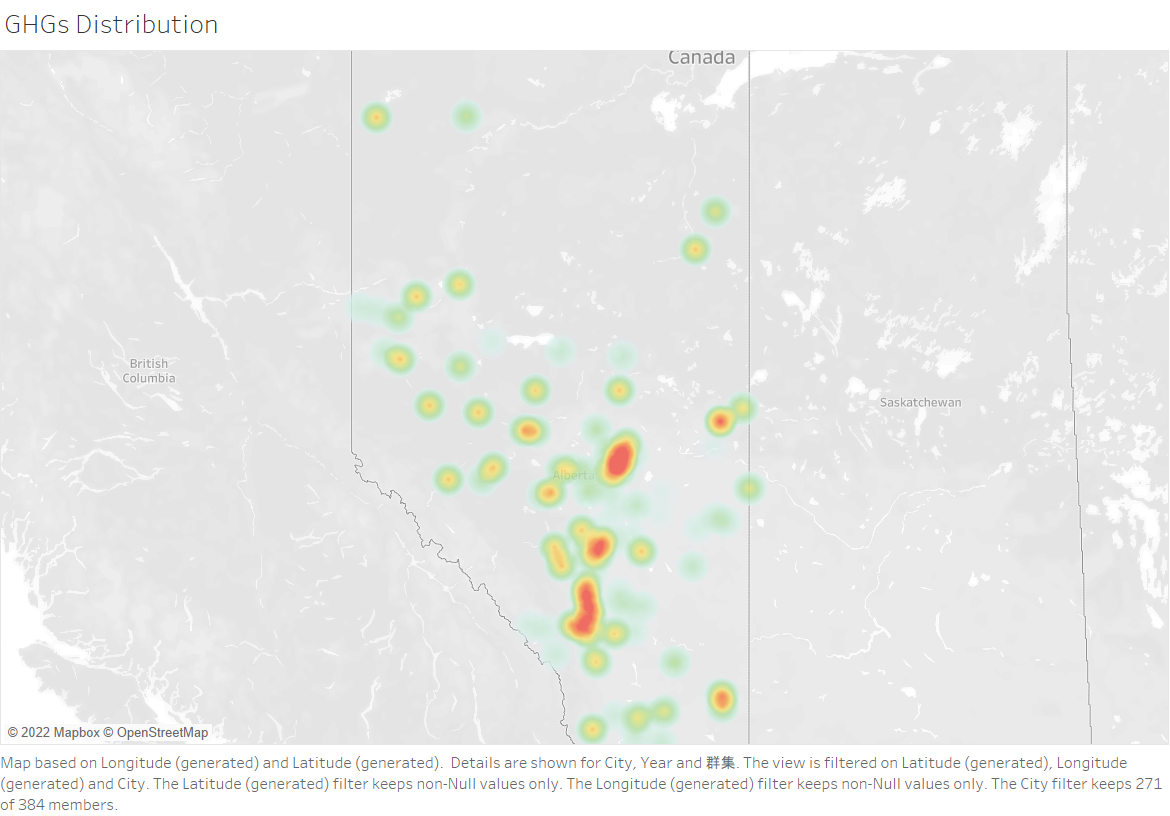 GHGs Distribution
Canada
British
Columbia
Saskatchewan
Alberta
© 2022 Mapbox © OpenStreetMap
Map based on Longitude (generated) and Latitude (generated).  Details are shown for City, Year and 群集. The view is filtered on Latitude (generated), Longitude
(generated) and City. The Latitude (generated) filter keeps non-Null values only. The Longitude (generated) filter keeps non-Null values only. The City filter keeps 271
of 384 members.